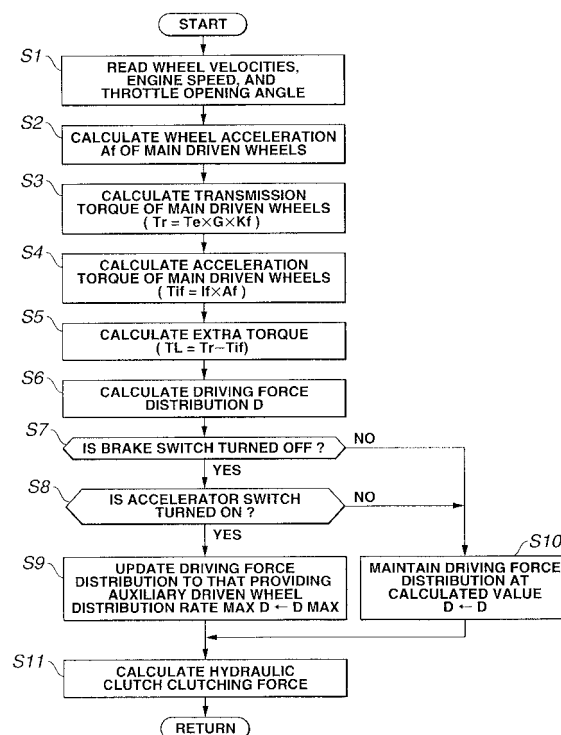 START
S1
READ WHEEL VELOCITIES,
ENGINE SPEED, AND
THROTTLE OPENING ANGLE
S2
CALCULATE WHEEL ACCELERATION
Af OF MAIN DRIVEN WHEELS
S3
CALCULATE TRANSMISSION
TORQUE OF MAIN DRIVEN WHEELS
( Tr = Te×G×Kf )
S4
CALCULATE ACCELERATION
TORQUE OF MAIN DRIVEN WHEELS
( Tif = If×Af )
S5
CALCULATE EXTRA TORQUE
( TL = Tr−Tif)
S6
CALCULATE DRIVING FORCE
DISTRIBUTION D
S7
IS BRAKE SWITCH TURNED OFF ?
NO
YES
S8
IS ACCELERATOR SWITCH
TURNED ON ?
NO
YES
S9
UPDATE DRIVING FORCE
DISTRIBUTION TO THAT PROVIDING
AUXILIARY DRIVEN WHEEL
DISTRIBUTION RATE MAX D ← D MAX
S10
MAINTAIN DRIVING FORCE
DISTRIBUTION AT
CALCULATED VALUE
D ← D
S11
CALCULATE HYDRAULIC
CLUTCH CLUTCHING FORCE
RETURN